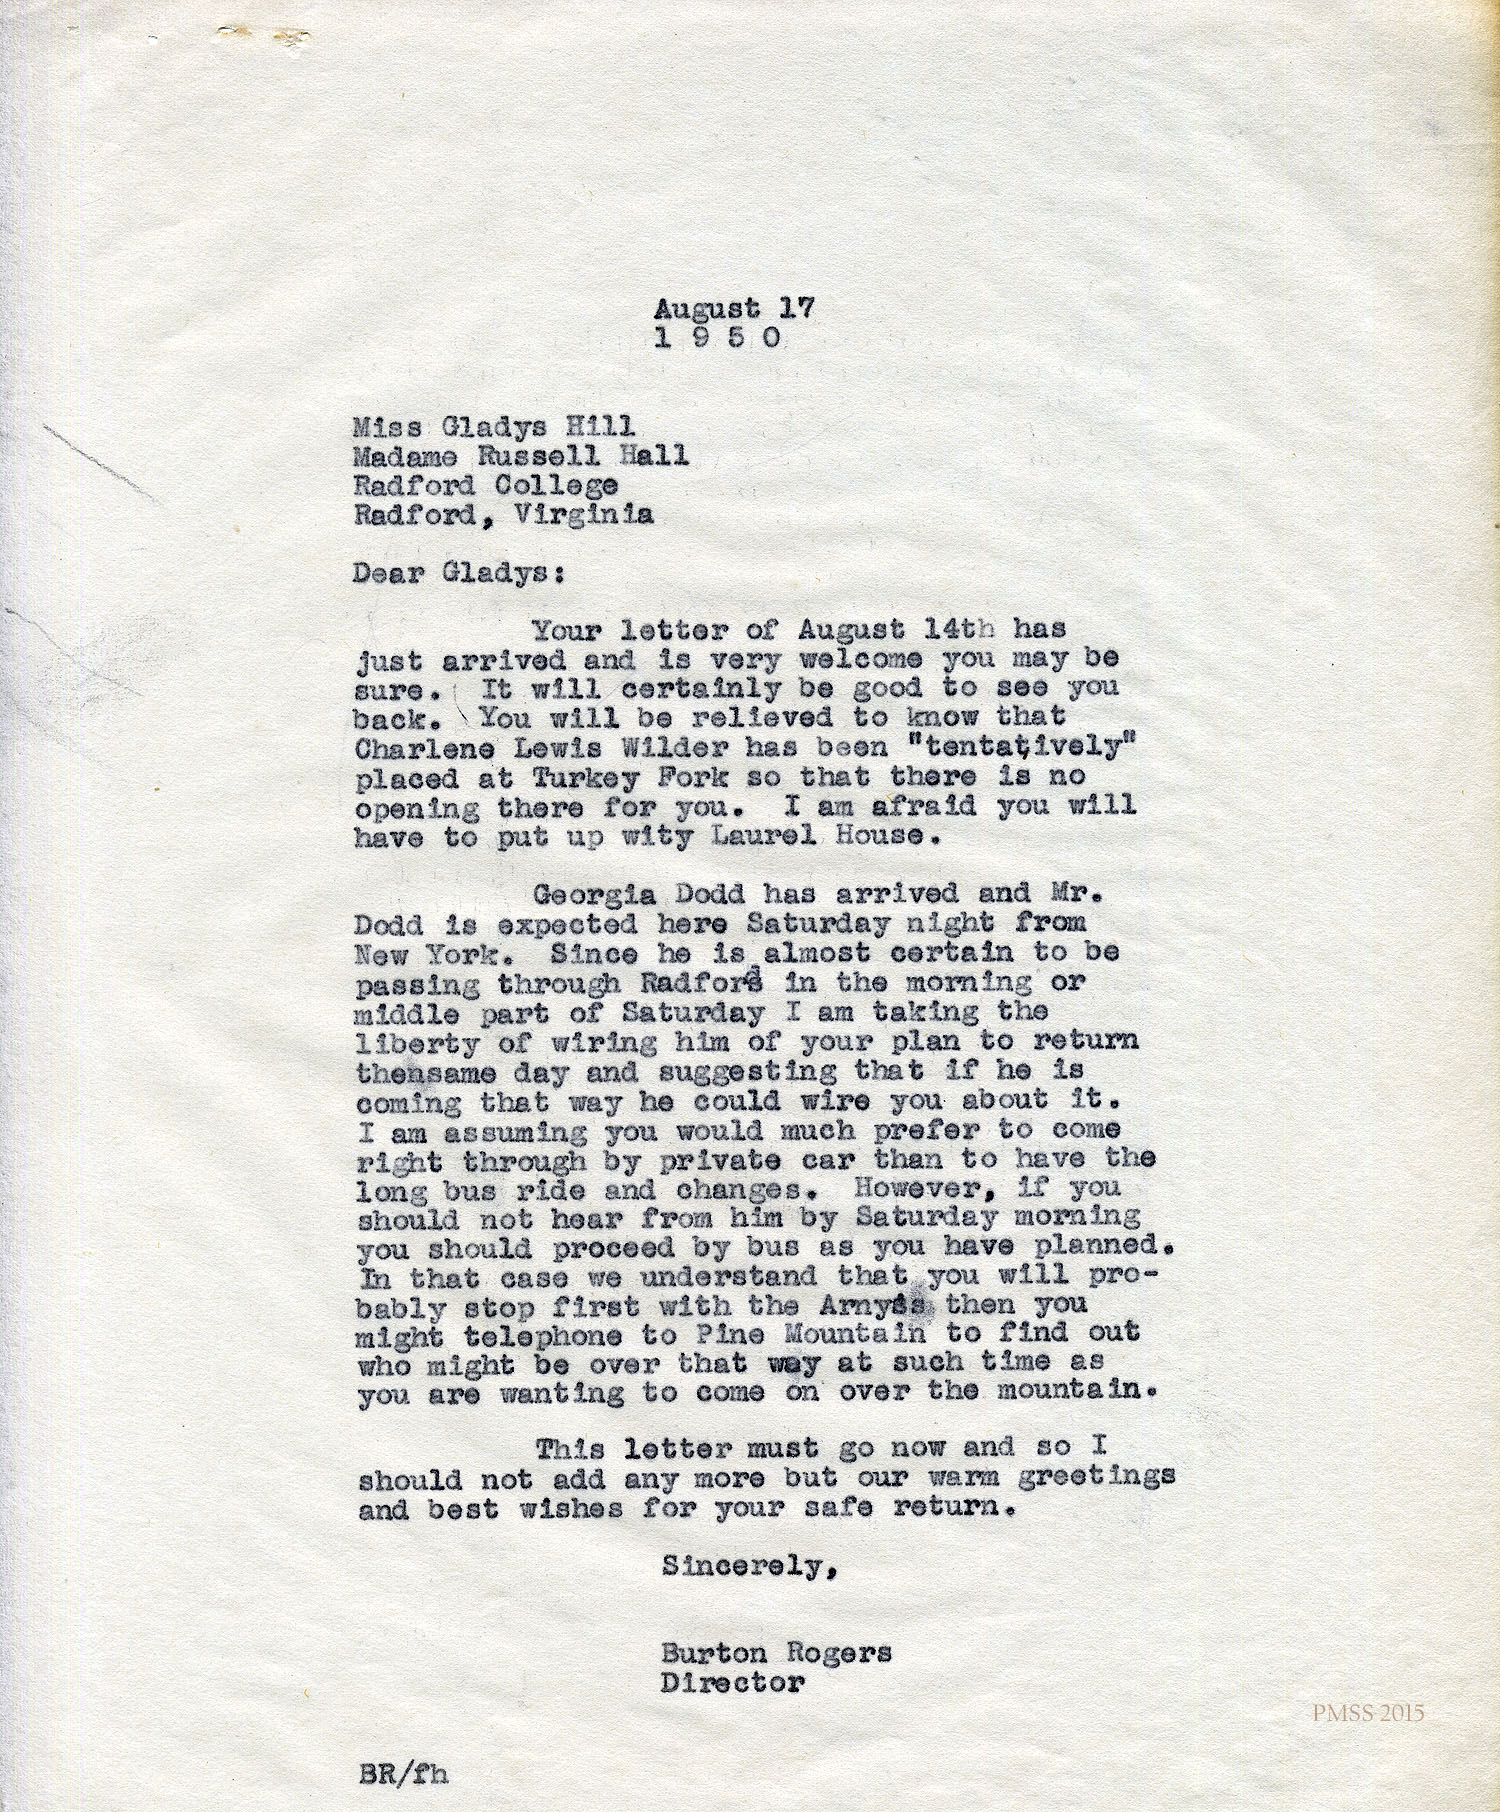 August 17
1 9 5 0
Miss Gladys Hill
Madame Russell Hall
Radford College
Radford, Virginia
Dear Gladys:
Your letter of August 14th has
just arrived and is very welcome you may be
sure. It will certainly be good to see you
back. You will be relieved to know that
Charlene Lewis Wilder has been "tentatively"
placed at Turkey Fork so that there is no
opening there for you. I am afraid you will
have to put up wity Laurel House.
Georgia Dodd has arrived and Mr.
Dodd is expected here Saturday night from
New York. Since he is almost certain to be
passing through Radford in the morning or
middle part of Saturday I am taking the
liberty of wiring him of your plan to return
thensame day and suggesting that if he is
coming that way he could wire you about it.
I am assuming you would much prefer to come
right through by private car than to have the
long bus ride and changes. However, if you
should not hear from him by Saturday morning
you should proceed by bus as you have planned.
In that case we understand that you will pro-
bably stop first with the then you
might telephone to Pine Mountain to find out
who might be over that way at such time as
you are wanting to come on over the mountain.
This letter must go now and so I
should not add any more but our warm greetings
and best wishes for your safe return.
Sincerely,
Burton Rogers
Director
PMSS 2015
BR/fh